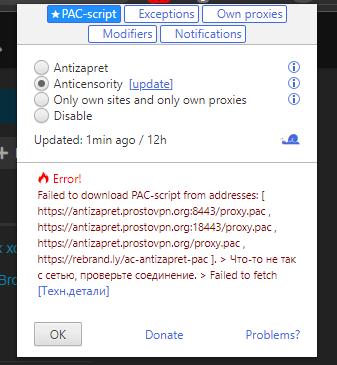 ★PAC-script Exceptions Own proxies
Modifiers Notifications
Antizapret
Anticensority [update]
Only own sites and only own proxies
Disable
Updated: 1min ago / 12h
Error!
Failed to download PAC-script from addresses: [
https://antizapret.prostovpn.org:8443/proxy.pac ,
https://antizapret.prostovpn.org:18443/proxy.pac ,
https://antizapret.prostovpn.org/proxy.pac ,
https://rebrand.ly/ac-antizapret-pac ]. > Что-то не так
с сетью, проверьте соединение. > Failed to fetch
[Техн.детали]
OK Donate Problems?